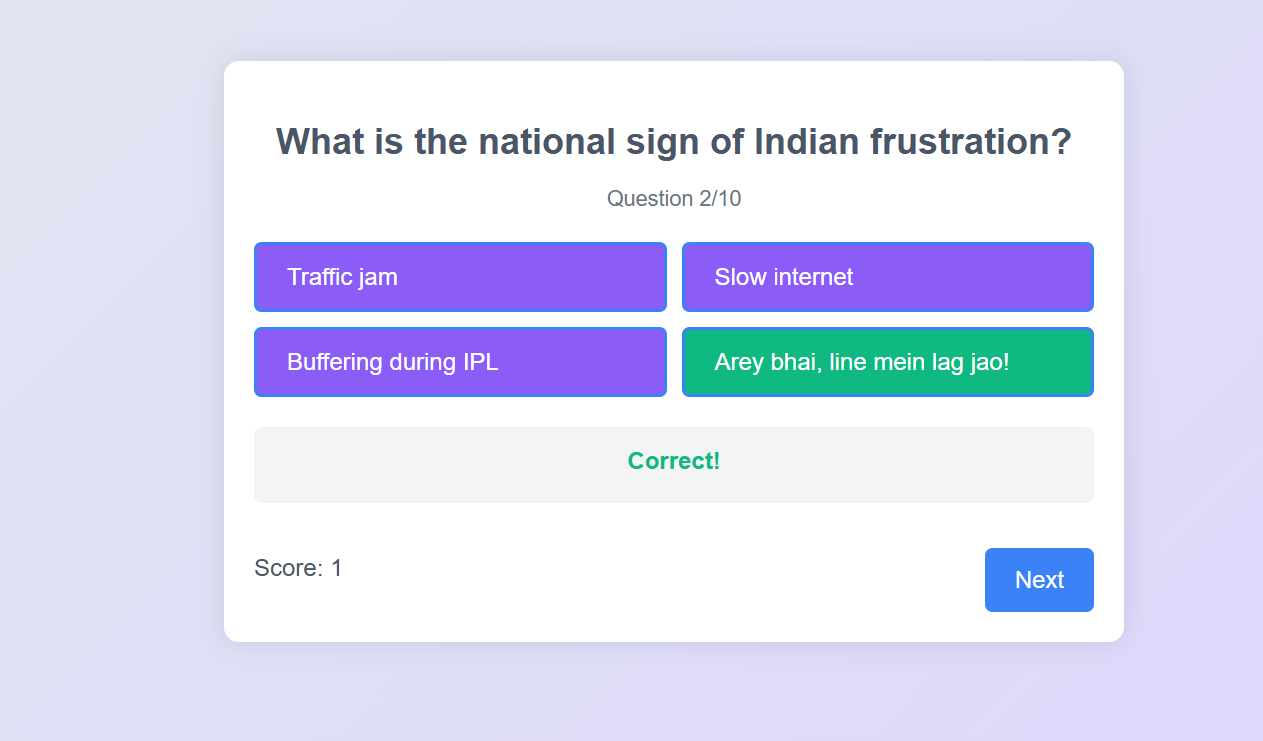 What is the national sign of Indian frustration?
Question 2/10
Traffic jam
Slow internet
Buffering during IPL
Arey bhai, line mein lag jao!
Correct!
Score: 1
Next